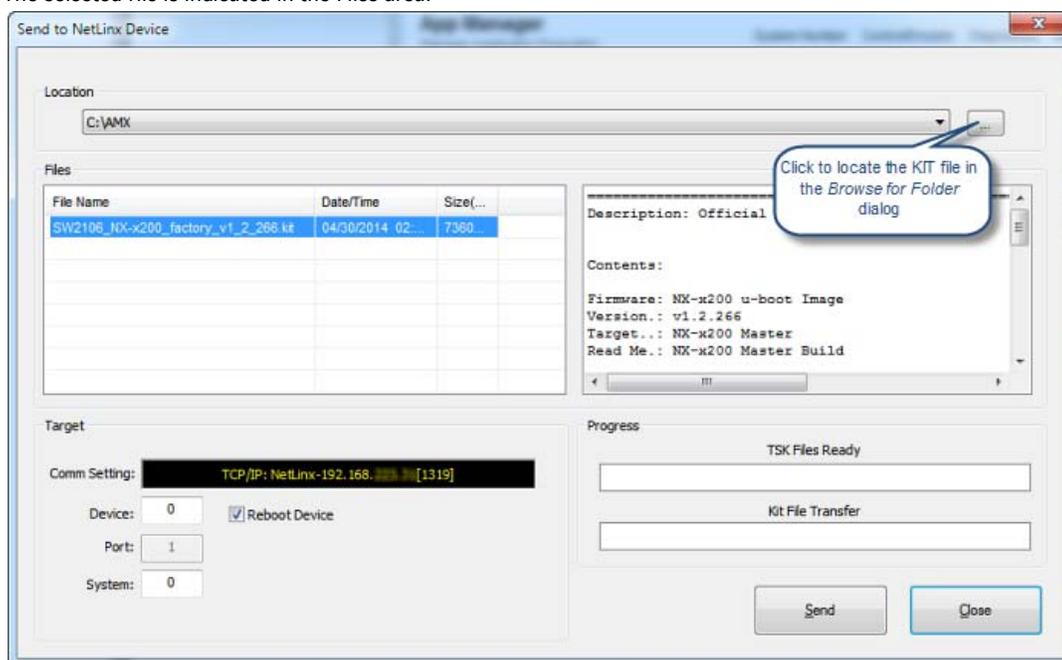 The selected file is indicated in the Files area.
Send to NetLinx Device
Location
C:\AMX
...
Click to locate the KIT file in
the Browse for Folder
dialog
Files
File Name Date/Time Size(...
SW2106_NX-x200_factory_v1_2_266.kit 04/30/2014 02:... 7360...
Description: Official
Contents:
Firmware: NX-x200 u-boot Image
Version.: v1.2.266
Target..: NX-x200 Master
Read Me.: NX-x200 Master Build
Target
Comm Setting: TCP/IP: NetLinx-192.168. [1319]
Device: 0 Reboot Device
Port: 1
System: 0
Progress
TSK Files Ready
Kit File Transfer
Send Close